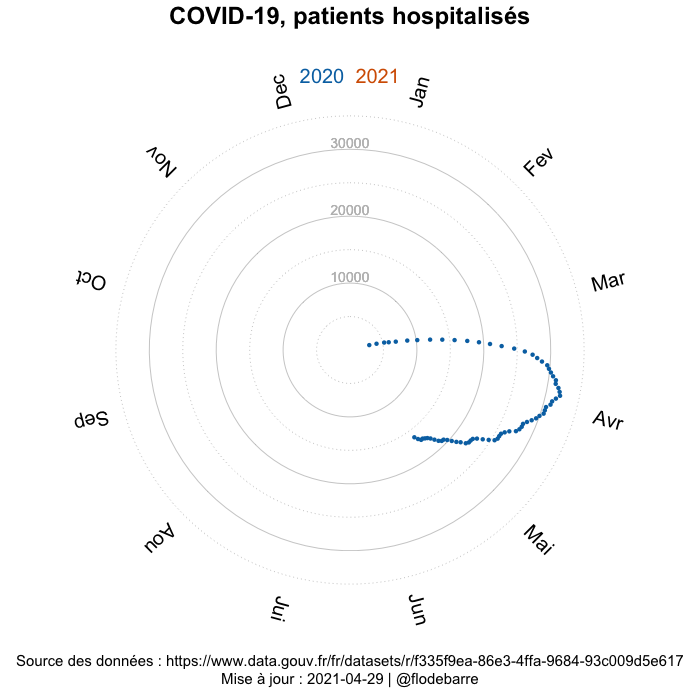 COVID-19, patients hospitalisés
2020 2021
Jan
Fev
Mar
Avr
Mai
Jun
Jui
Aou
Sep
Oct
Nov
Dec
30000
20000
10000
Source des données : https://www.data.gouv.fr/fr/datasets/r/f335f9ea-86e3-4ffa-9684-93c009d5e617
Mise à jour : 2021-04-29 | @flodebarre